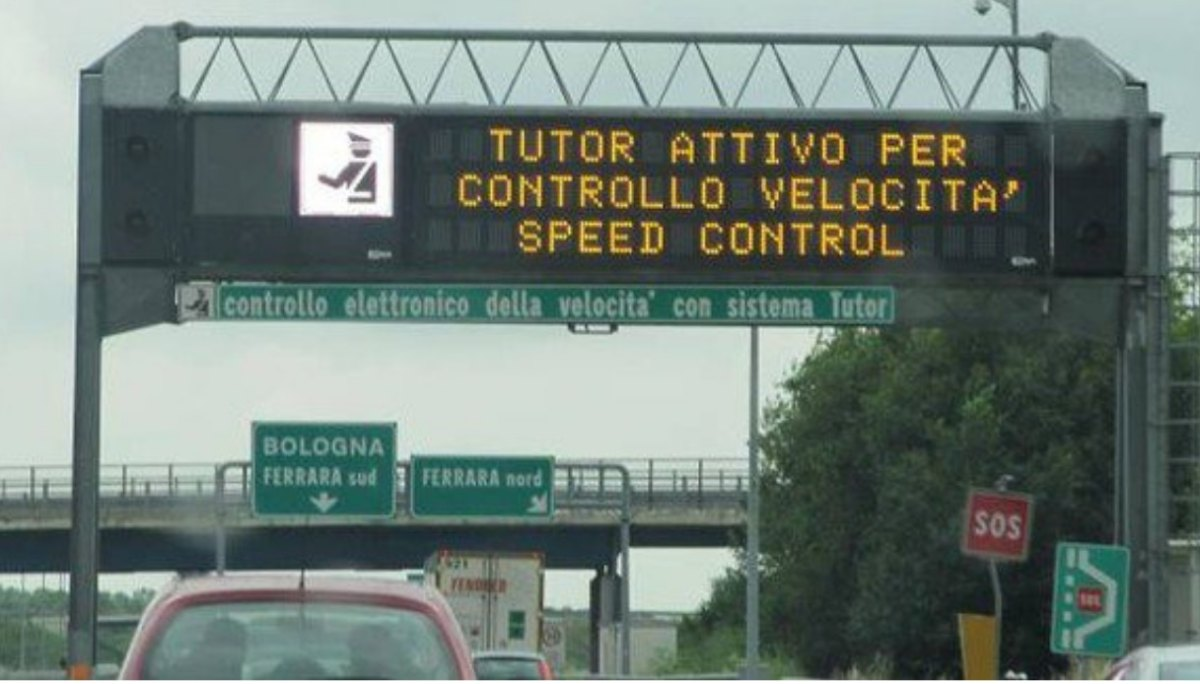 TUTOR ATTIVO PER
CONTROLLO VELOCITA'
SPEED CONTROL
controllo elettronico della velocita' con sistema Tutor
BOLOGNA
FERRARA sud
FERRARA nord
SOS
SOS